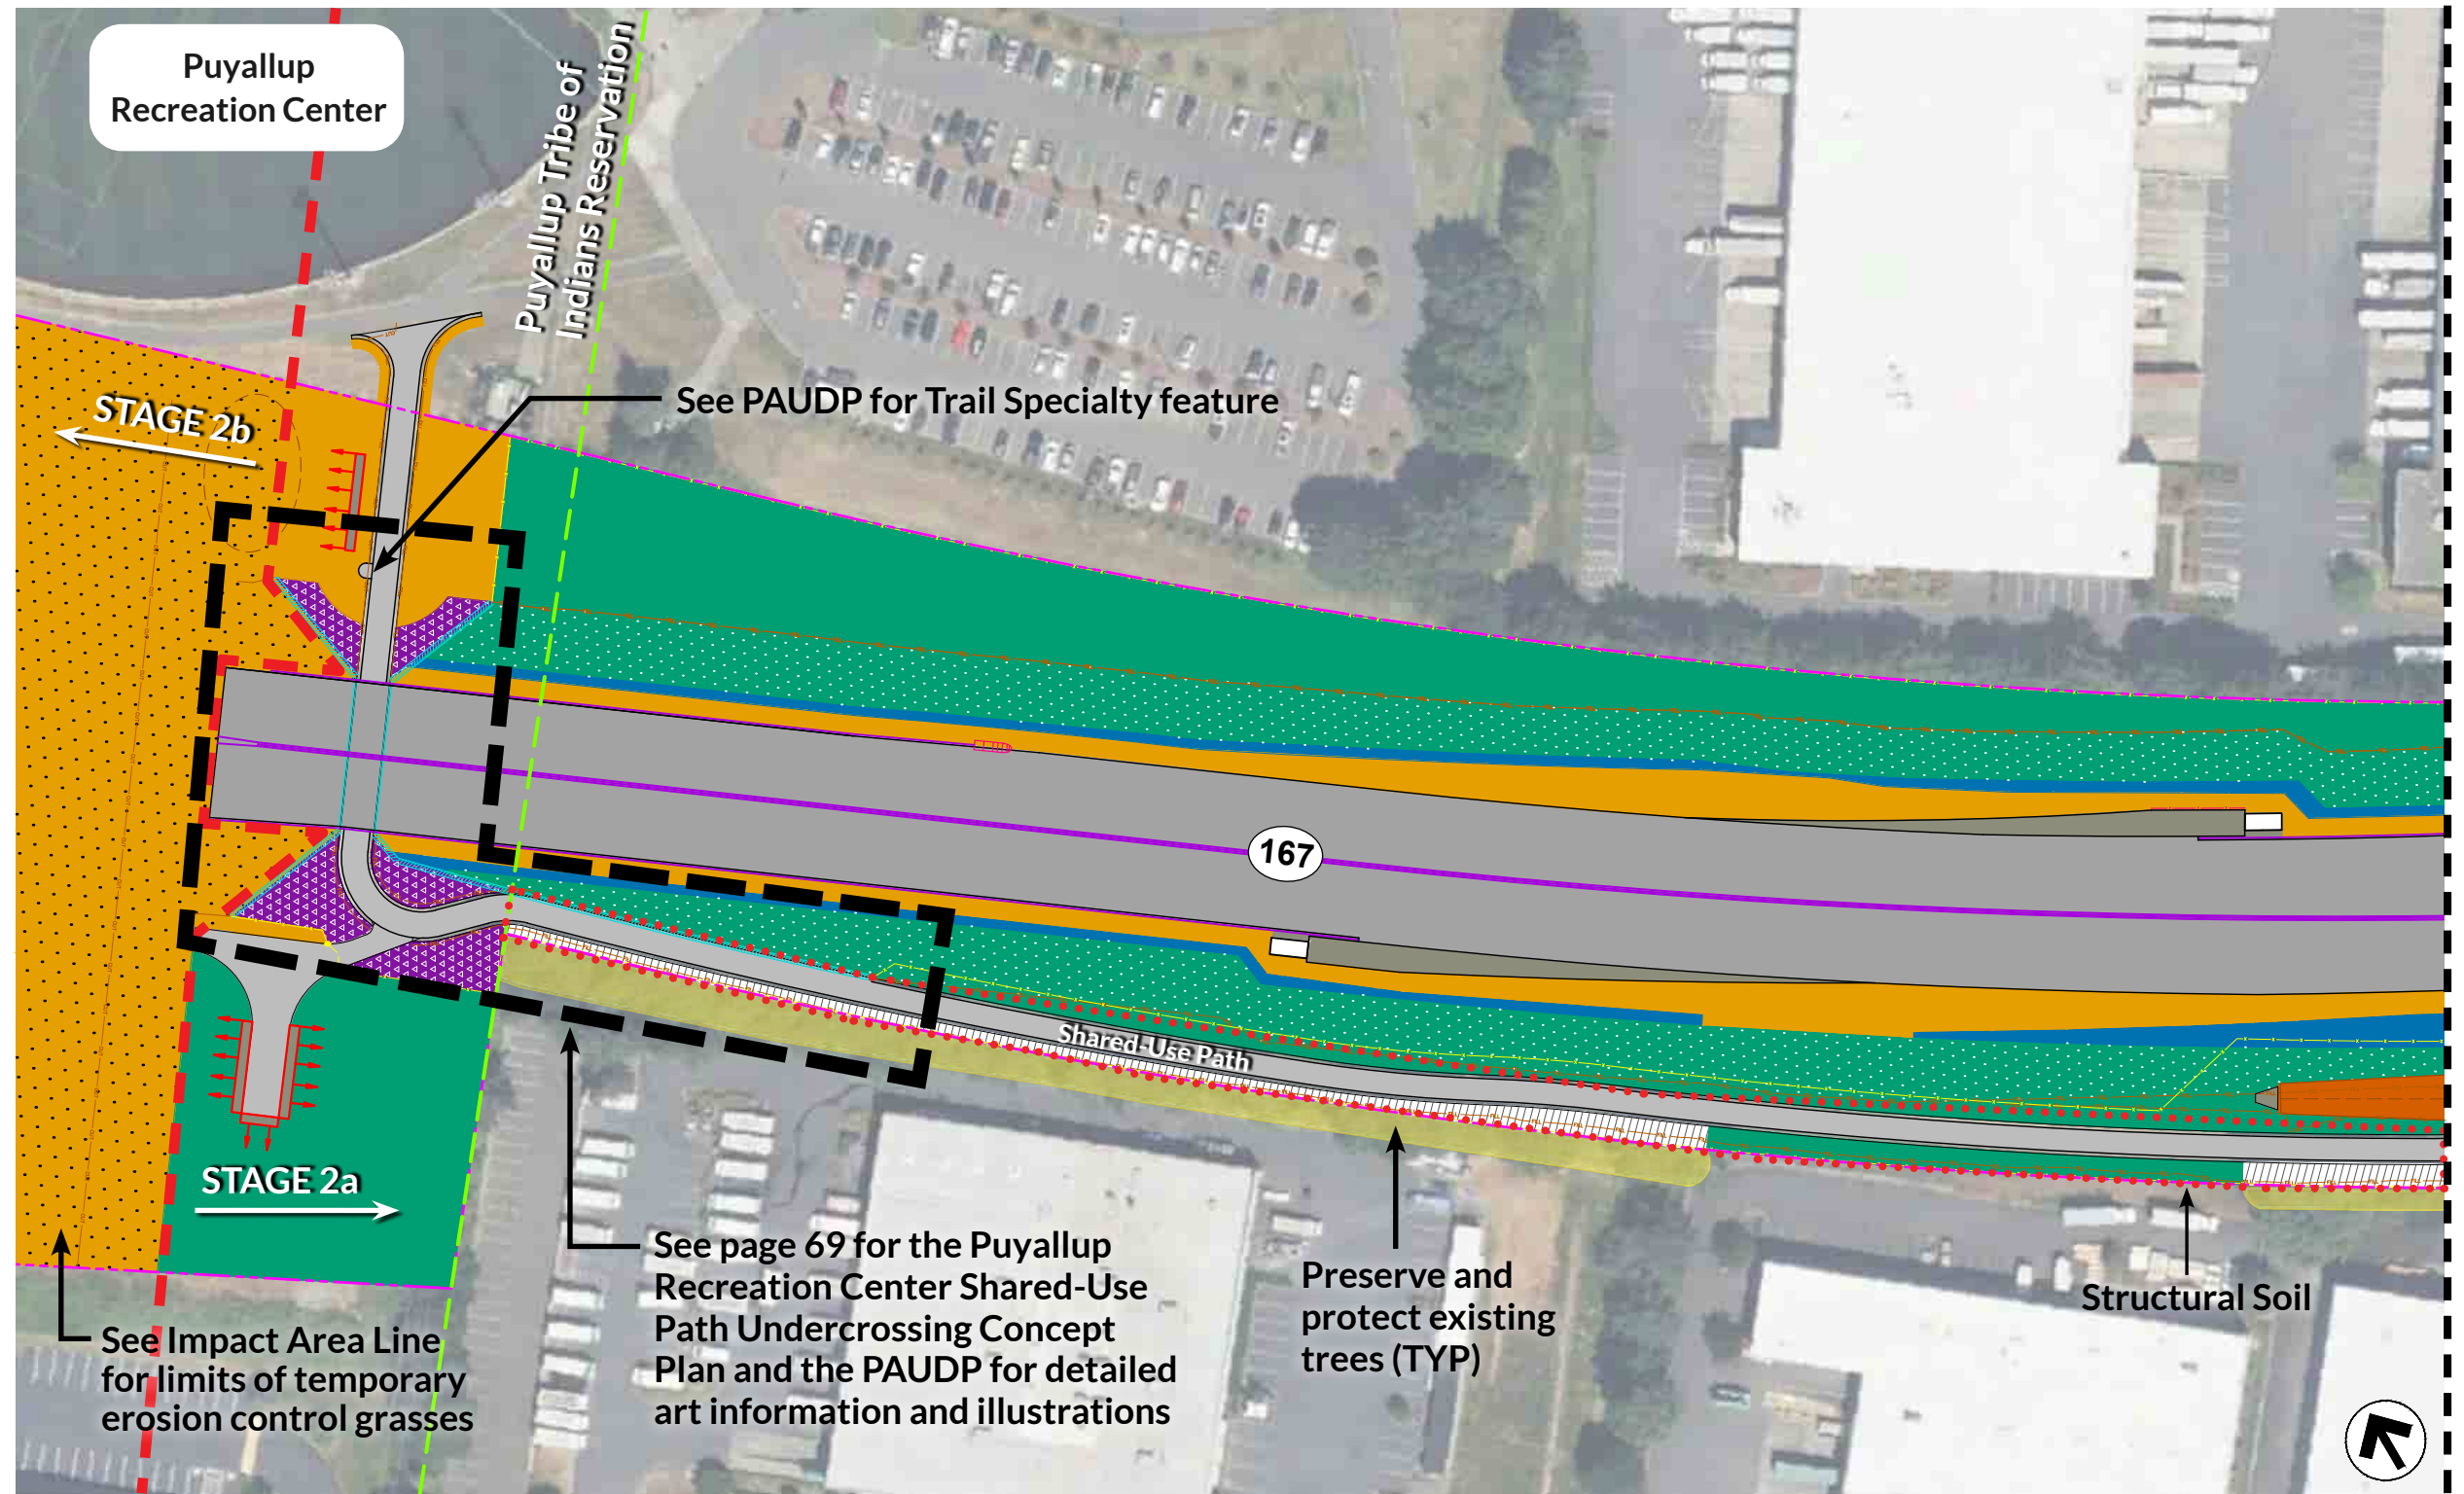 Puyallup
Recreation Center
Puyallup Tribe of
Indians Reservation
See PAUDP for Trail Specialty feature
STAGE 2b
167
Shared-Use Path
STAGE 2a
See page 69 for the Puyallup
Recreation Center Shared-Use
Path Undercrossing Concept
Plan and the PAUDP for detailed
art information and illustrations
Preserve and
protect existing
trees (TYP)
Structural Soil
See Impact Area Line
for limits of temporary
erosion control grasses